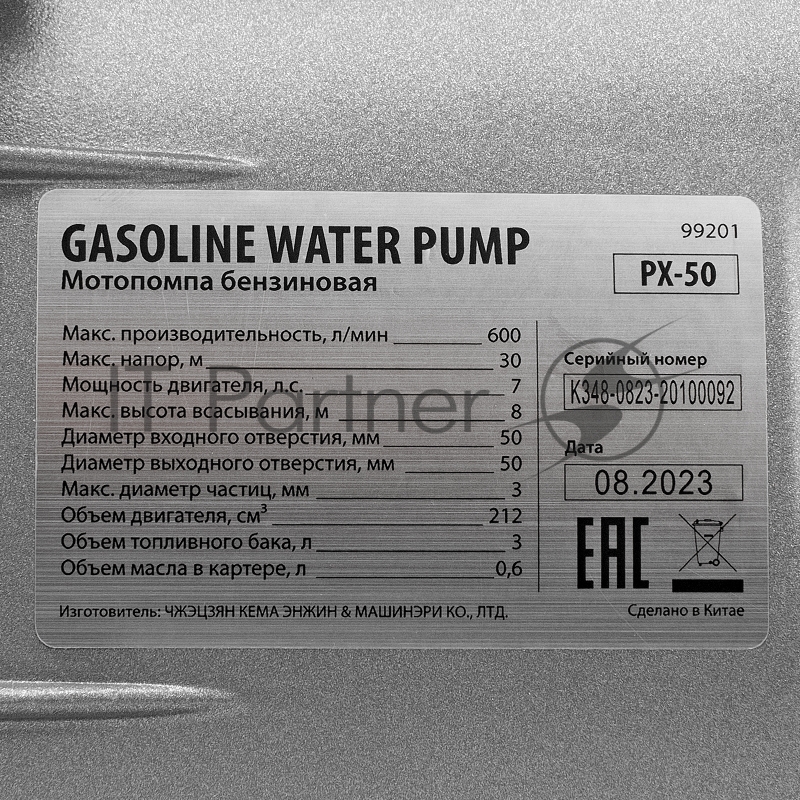 GASOLINE WATER PUMP
Мотопомпа бензиновая
99201
PX-50
Макс. производительность, л/мин 600
Макс. напор, м 30
Мощность двигателя, л.с. 7
Макс. высота всасывания, м 8
Диаметр входного отверстия, мм 50
Диаметр выходного отверстия, мм 50
Макс. диаметр частиц, мм 3
Объем двигателя, см³ 212
Объем топливного бака, л 3
Объем масла в картере, л 0,6
Серийный номер
K348-0823-20100092
Дата
08.2023
EAC
Изготовитель: ЧЖЭЦЗЯН КЕМА ЭНЖИН & МАШИНЭРИ КО., ЛТД.
Сделано в Китае
IT Partner